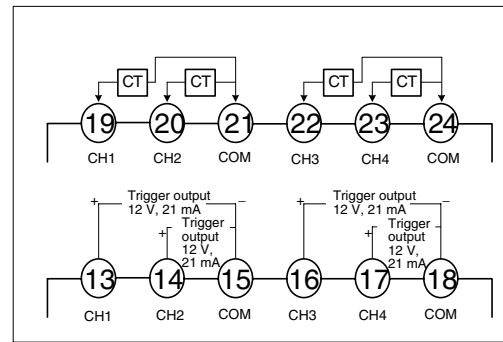 CT CT CT CT
19 20 21 22 23 24
CH1 CH2 COM CH3 CH4 COM
+ Trigger output − + Trigger output −
12 V, 21 mA 12 V, 21 mA
+ Trigger − + Trigger −
output output
12 V, 12 V,
21 mA 21 mA
13 14 15 16 17 18
CH1 CH2 COM CH3 CH4 COM